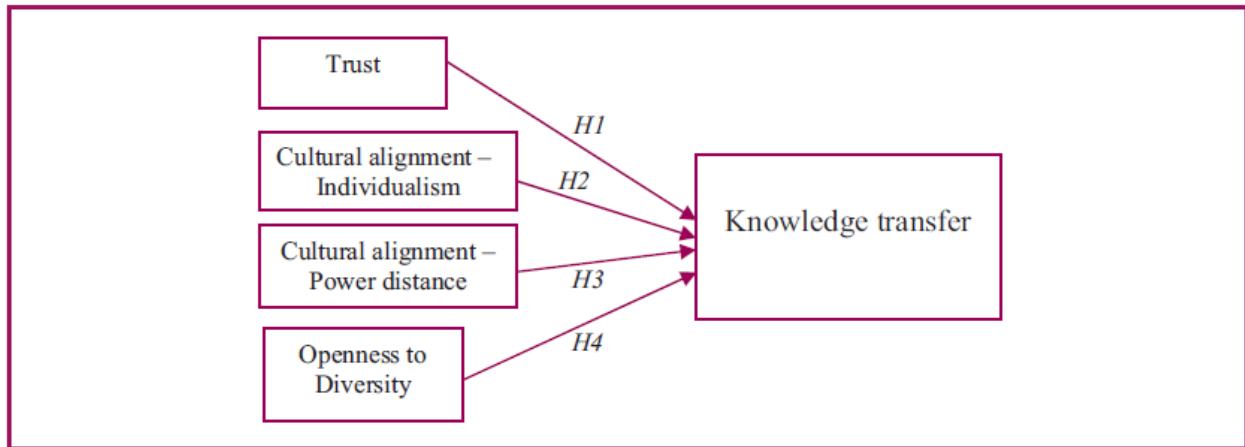 Trust
H1
Cultural alignment –
Individualism
H2
Knowledge transfer
Cultural alignment –
Power distance
H3
Openness to
Diversity
H4